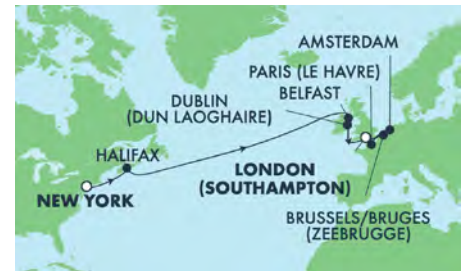 AMSTERDAM
PARIS (LE HAVRE)
BELFAST
DUBLIN
(DUN LAOGHAIRE)
HALIFAX
LONDON
(SOUTHAMPTON)
NEW YORK
BRUSSELS/BRUGES
(ZEEBRUGGE)